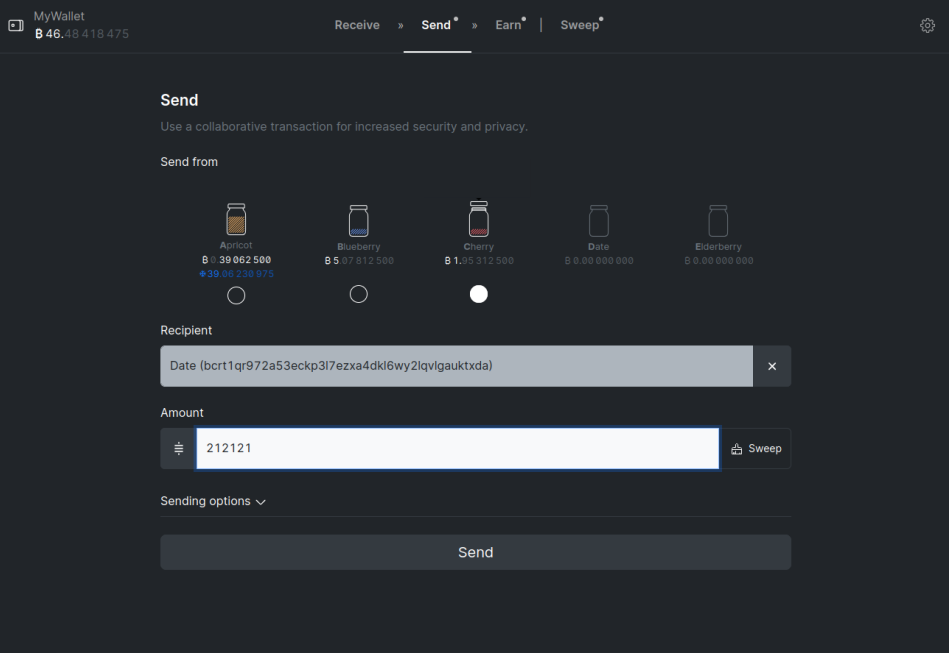 MyWallet
₿ 46.48 418 475
Receive » Send » Earn | Sweep
Send
Use a collaborative transaction for increased security and privacy.
Send from
Apricot
₿ 0.39 062 500
39.06 230 975
Blueberry
₿ 5.07 812 500
Cherry
₿ 1.95 312 500
Date
₿ 0.00 000 000
Elderberry
₿ 0.00 000 000
Recipient
Date (bcrt1qr972a53eckp3l7ezxa4dkl6wy2lqvlgauktxda)
Amount
212121
Sweep
Sending options
Send